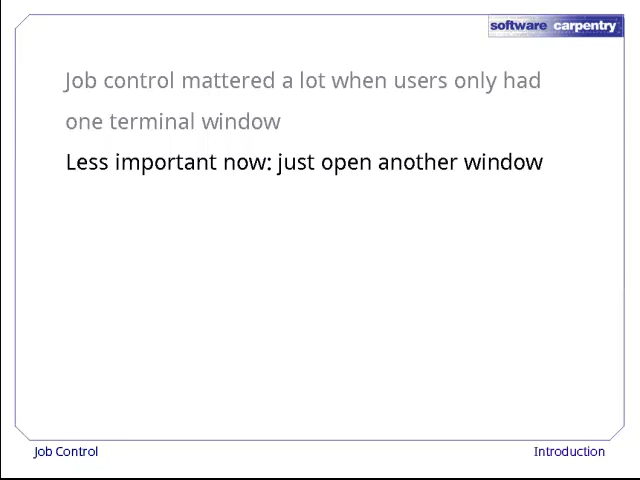 software carpentry
Job control mattered a lot when users only had
one terminal window
Less important now: just open another window
Job Control
Introduction